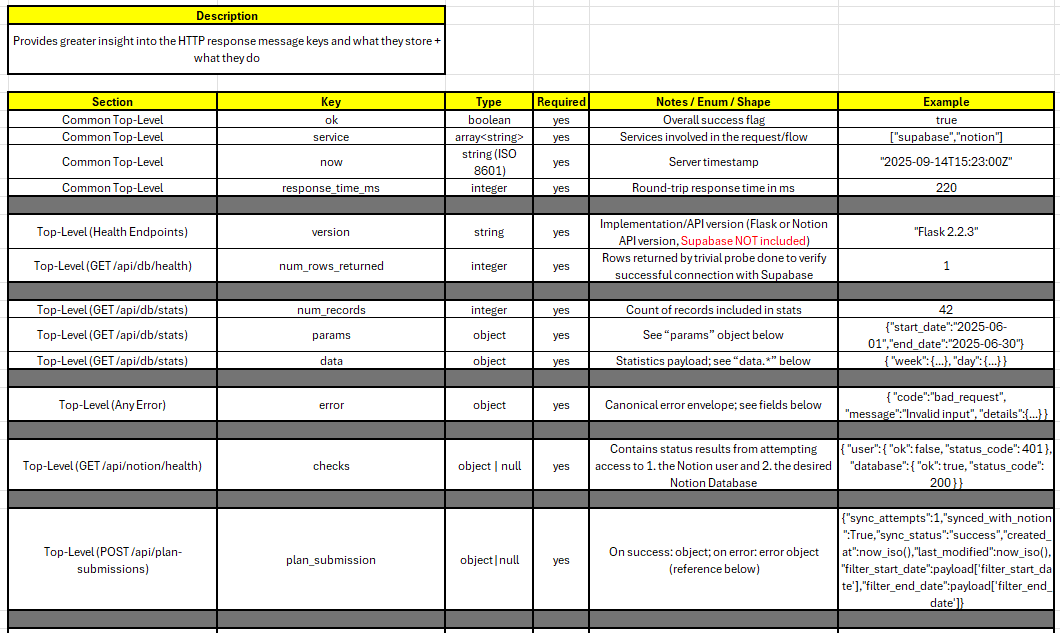 Description
Provides greater insight into the HTTP response message keys and what they store +
what they do
Section Key Type Required Notes / Enum / Shape Example
Common Top-Level ok boolean yes Overall success flag true
Common Top-Level service array<string> yes Services involved in the request/flow ["supabase","notion"]
Common Top-Level now string (ISO
8601) yes Server timestamp "2025-09-14T15:23:00Z"
Common Top-Level response_time_ms integer yes Round-trip response time in ms 220
Top-Level (Health Endpoints) version string yes Implementation/API version (Flask or Notion
API version, Supabase NOT included) "Flask 2.2.3"
Top-Level (GET /api/db/health) num_rows_returned integer yes Rows returned by trivial probe done to verify
successful connection with Supabase 1
Top-Level (GET /api/db/stats) num_records integer yes Count of records included in stats 42
Top-Level (GET /api/db/stats) params object yes See “params” object below {"start_date":"2025-06-
01","end_date":"2025-06-30"}
Top-Level (GET /api/db/stats) data object yes Statistics payload; see “data.*” below { "week": {...}, "day": {...} }
Top-Level (Any Error) error object yes Canonical error envelope; see fields below { "code":"bad_request",
"message":"Invalid input", "details":{...} }
Top-Level (GET /api/notion/health) checks object | null yes Contains status results from attempting
access to 1. the Notion user and 2. the desired
Notion Database { "user": { "ok": false, "status_code": 401 },
"database": { "ok": true, "status_code":
200 } }
Top-Level (POST /api/plan-
submissions) plan_submission object|null yes On success: object; on error: error object
(reference below) {"sync_attempts":1,"synced_with_notion
":True,"sync_status":"success","created_
at":now_iso(),"last_modified":now_iso(),
"filter_start_date":payload['filter_start_da
te'],"filter_end_date":payload['filter_end_
date']}